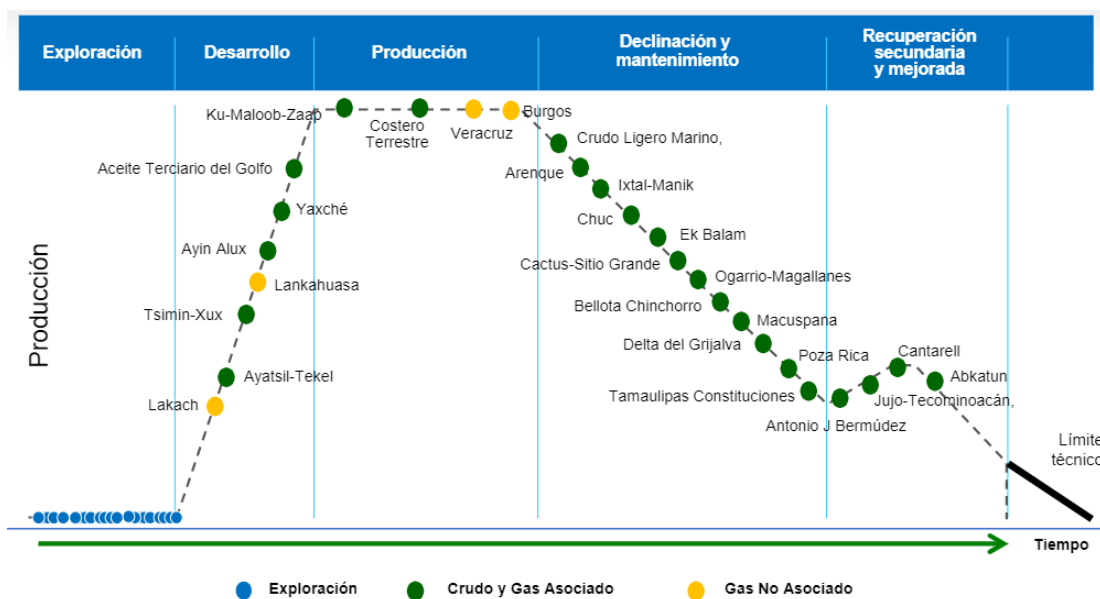 Exploración
Desarrollo
Producción
Declinación y
mantenimiento
Recuperación
secundaria
y mejorada
Ku-Maloob-Zaap
Costero
Terrestre
Veracruz
Burgos
Aceite Terciario del Golfo
Yaxché
Ayin Alux
Lankahuasa
Tsimin-Xux
Ayatsil-Tekel
Lakach
Crudo Ligero Marino,
Arenque
Ixtal-Manik
Chuc
Ek Balam
Cactus-Sitio Grande
Ogarrio-Magallanes
Bellota Chinchorro
Macuspana
Delta del Grijalva
Poza Rica
Tamaulipas Constituciones
Antonio J Bermúdez
Cantarell
Abkatun
Jujo-Tecominoacán,
Límite
técnico
Producción
Tiempo
Exploración
Crudo y Gas Asociado
Gas No Asociado